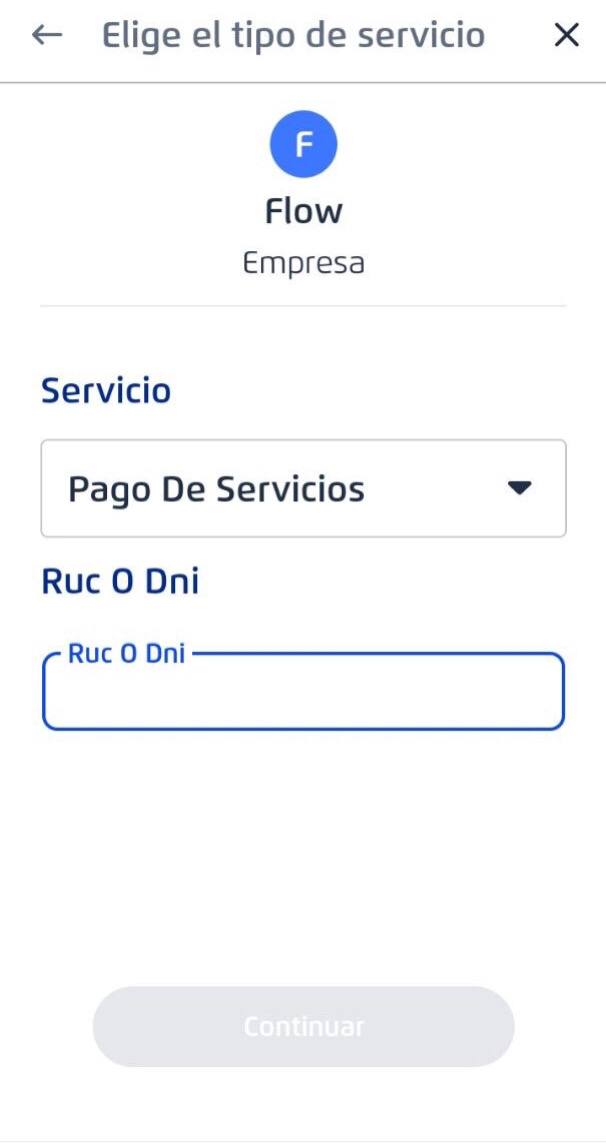 Elige el tipo de servicio
F
Flow
Empresa
Servicio
Pago De Servicios
Ruc O Dni
Ruc O Dni
Continuar